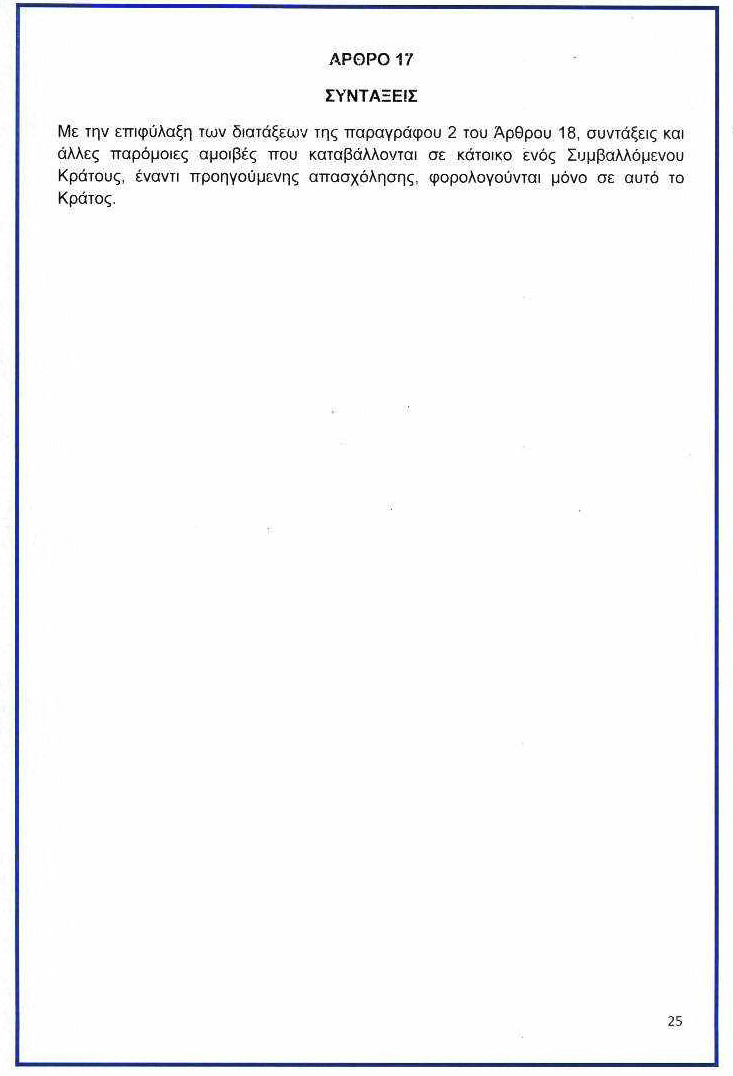 ΑΡΘΡΟ 17
ΣΥΝΤΑΞΕΙΣ
Με την επιφύλαξη των διατάξεων της παραγράφου 2 του Άρθρου 18, συντάξεις και
άλλες παρόμοιες αμοιβές που καταβάλλονται σε κάτοικο ενός Συμβαλλόμενου
Κράτους, έναντι προηγούμενης απασχόλησης, φορολογούνται μόνο σε αυτό το
Κράτος.
25